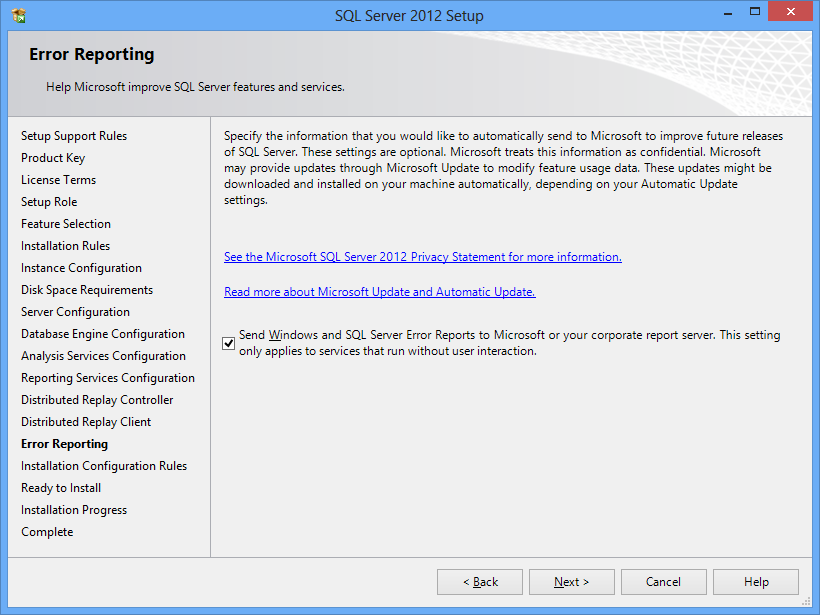 SQL Server 2012 Setup
Error Reporting
Help Microsoft improve SQL Server features and services.
Setup Support Rules
Product Key
License Terms
Setup Role
Feature Selection
Installation Rules
Instance Configuration
Disk Space Requirements
Server Configuration
Database Engine Configuration
Analysis Services Configuration
Reporting Services Configuration
Distributed Replay Controller
Distributed Replay Client
Error Reporting
Installation Configuration Rules
Ready to Install
Installation Progress
Complete
Specify the information that you would like to automatically send to Microsoft to improve future releases
of SQL Server. These settings are optional. Microsoft treats this information as confidential. Microsoft
may provide updates through Microsoft Update to modify feature usage data. These updates might be
downloaded and installed on your machine automatically, depending on your Automatic Update
settings.
See the Microsoft SQL Server 2012 Privacy Statement for more information.
Read more about Microsoft Update and Automatic Update.
Send Windows and SQL Server Error Reports to Microsoft or your corporate report server. This setting
only applies to services that run without user interaction.
< Back
Next >
Cancel
Help